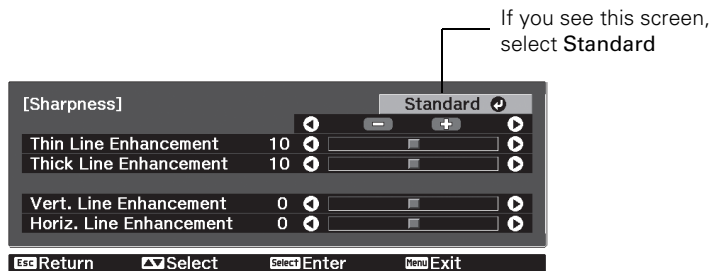 If you see this screen,
select Standard
[Sharpness]
Standard
Thin Line Enhancement 10
Thick Line Enhancement 10
Vert. Line Enhancement 0
Horiz. Line Enhancement 0
Esc Return Select Select Enter Menu Exit